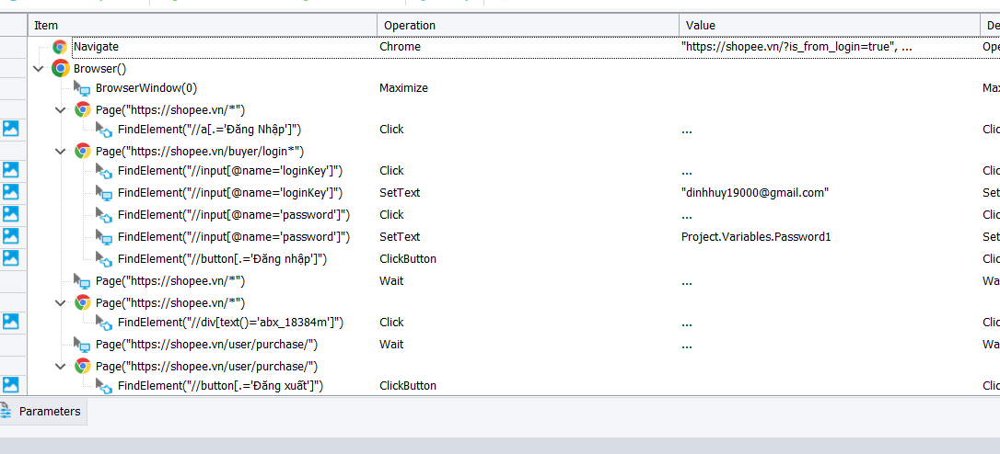 Item Operation Value De
Navigate Chrome "https://shopee.vn/?is_from_login=true", ... Ope
Browser()
BrowserWindow(0) Maximize Max
Page("https://shopee.vn/*")
FindElement("//a[.='Đăng Nhập']") Click ... Clic
Page("https://shopee.vn/buyer/login*")
FindElement("//input[@name='loginKey']") Click ... Clic
FindElement("//input[@name='loginKey']") SetText "dinhhuy19000@gmail.com" Set
FindElement("//input[@name='password']") Click ... Clic
FindElement("//input[@name='password']") SetText Project.Variables.Password1 Set
FindElement("//button[.='Đăng nhập']") ClickButton Clic
Page("https://shopee.vn/*") Wait ... Wa
Page("https://shopee.vn/*")
FindElement("//div[text()='abx_18384m']") Click ... Clic
Page("https://shopee.vn/user/purchase/") Wait ... Wa
Page("https://shopee.vn/user/purchase/")
FindElement("//button[.='Đăng xuất']") ClickButton Clic
Parameters